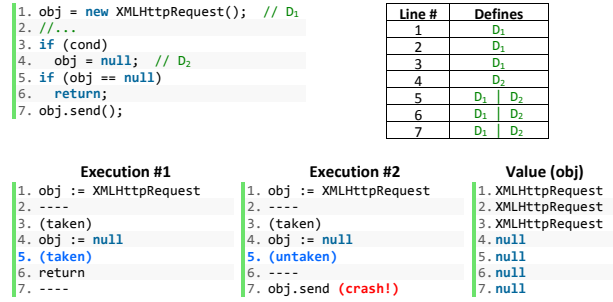 1. obj = new XMLHttpRequest(); // D₁
2. //...
3. if (cond)
4. obj = null; // D₂
5. if (obj == null)
6. return;
7. obj.send();
Line # Defines
1 D₁
2 D₁
3 D₁
4 D₂
5 D₁ | D₂
6 D₁ | D₂
7 D₁ | D₂
Execution #1
1. obj := XMLHttpRequest
2. ----
3. (taken)
4. obj := null
5. (taken)
6. return
7. ----
Execution #2
1. obj := XMLHttpRequest
2. ----
3. (taken)
4. obj := null
5. (untaken)
6. ----
7. obj.send (crash!)
Value (obj)
1. XMLHttpRequest
2. XMLHttpRequest
3. XMLHttpRequest
4. null
5. null
6. null
7. null